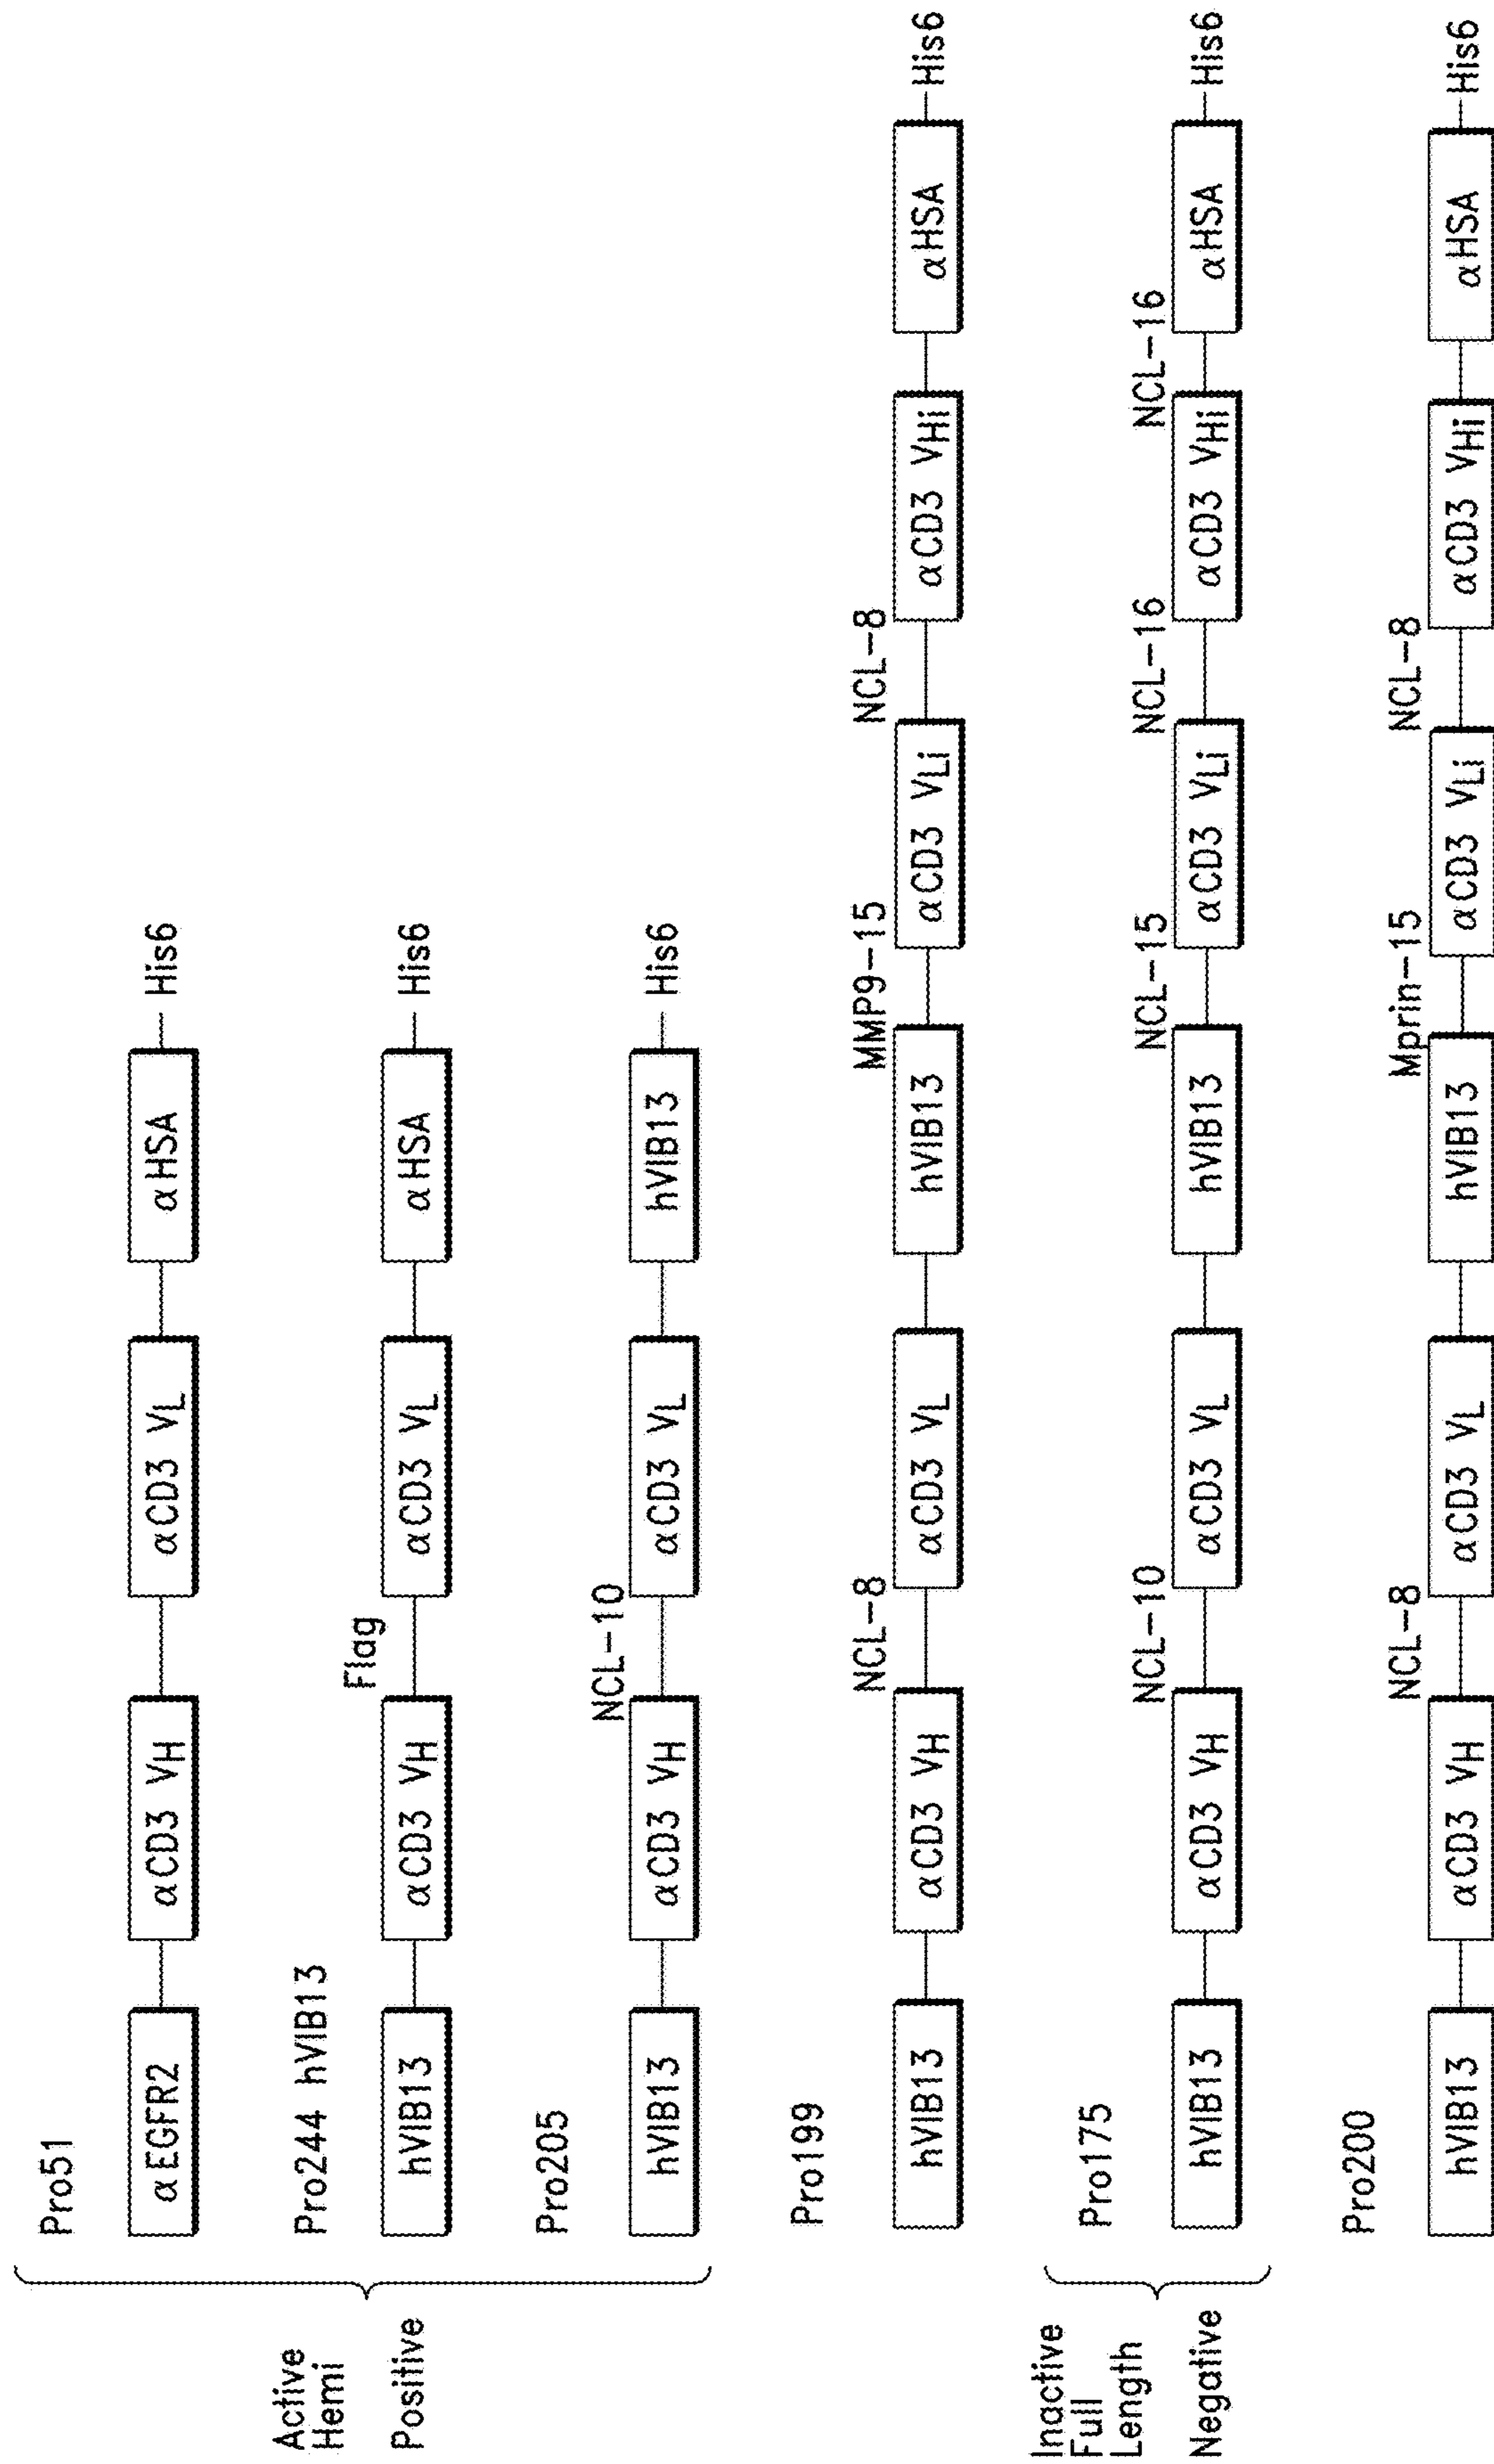 Active
Hemi
Positive
Pro51
αEGFR2
αCD3 VH
αCD3 VL
αHSA
His6
Pro244 hVIB13
hVIB13
αCD3 VH
Flag
αCD3 VL
αHSA
His6
Pro205
hVIB13
αCD3 VH
NCL-10
αCD3 VL
hVIB13
His6
Pro199
hVIB13
αCD3 VH
NCL-8
αCD3 VL
hVIB13
MMP9-15
αCD3 VLi
NCL-8
αCD3 VHi
αHSA
His6
Inactive
Full
Length
Negative
Pro175
hVIB13
αCD3 VH
NCL-10
αCD3 VL
hVIB13
NCL-15
αCD3 VLi
NCL-16
αCD3 VHi
NCL-16
αHSA
His6
Pro200
hVIB13
αCD3 VH
NCL-8
αCD3 VL
hVIB13
Mprin-15
αCD3 VLi
NCL-8
αCD3 VHi
αHSA
His6